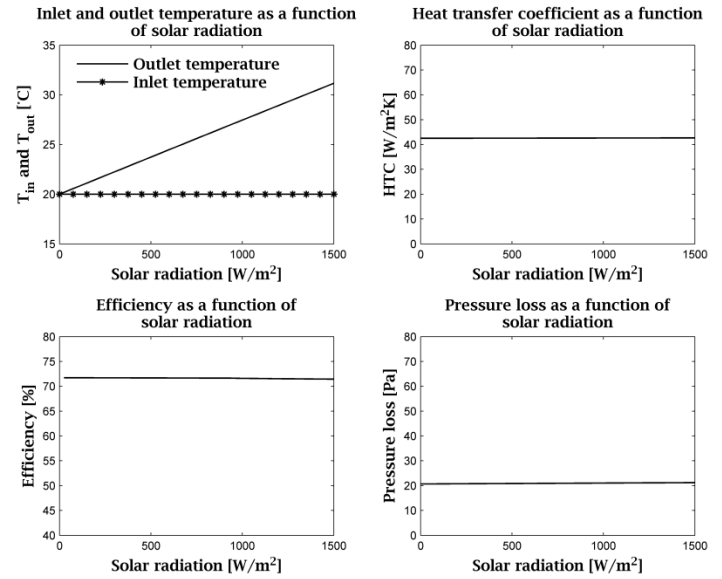 Inlet and outlet temperature as a function
of solar radiation
35
30
25
20
15
T_in and T_out [°C]
Outlet temperature
Inlet temperature
0
500
1000
1500
Solar radiation [W/m²]
Heat transfer coefficient as a function
of solar radiation
80
70
60
50
40
30
20
10
0
HTC [W/m²K]
0
500
1000
1500
Solar radiation [W/m²]
Efficiency as a function of
solar radiation
80
75
70
65
60
55
50
45
40
Efficiency [%]
0
500
1000
1500
Solar radiation [W/m²]
Pressure loss as a function of
solar radiation
80
70
60
50
40
30
20
10
0
Pressure loss [Pa]
0
500
1000
1500
Solar radiation [W/m²]